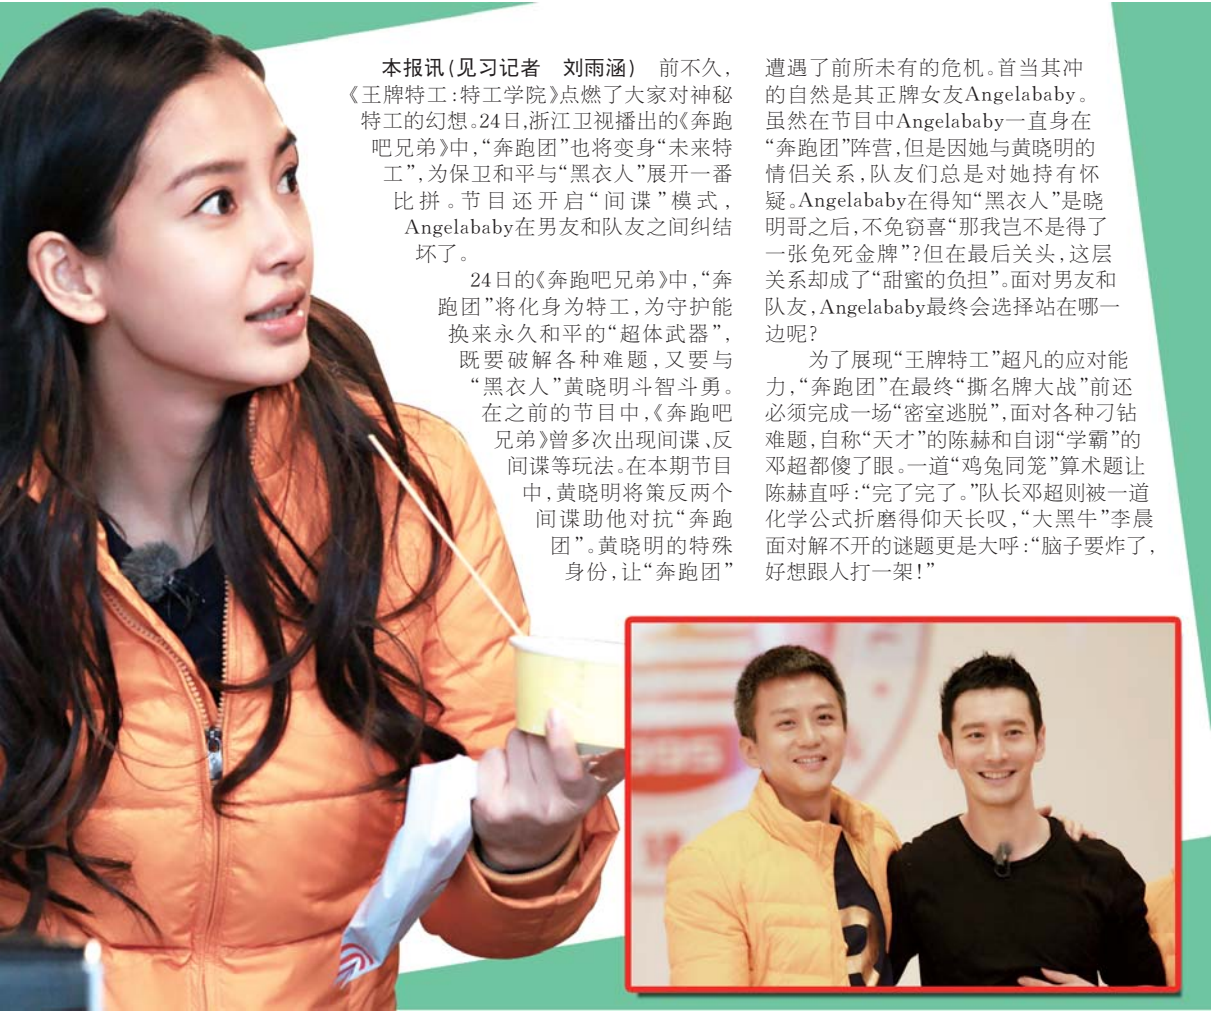 本报讯(见习记者 刘雨涵) 前不久,
《王牌特工:特工学院》点燃了大家对神秘
特工的幻想。24日,浙江卫视播出的《奔跑
吧兄弟》中,“奔跑团”也将变身“未来特
工”,为保卫和平与“黑衣人”展开一番
比拼。节目还开启“间谍”模式,
Angelababy在男友和队友之间纠结
坏了。
24日的《奔跑吧兄弟》中,“奔
跑团”将化身为特工,为守护能
换来永久和平的“超体武器”,
既要破解各种难题,又要与
“黑衣人”黄晓明斗智斗勇。
在之前的节目中,《奔跑吧
兄弟》曾多次出现间谍、反
间谍等玩法。在本期节目
中,黄晓明将策反两个
间谍助他对抗“奔跑
团”。黄晓明的特殊
身份,让“奔跑团”
遭遇了前所未有的危机。首当其冲
的自然是其正牌女友Angelababy。
虽然在节目中Angelababy一直身在
“奔跑团”阵营,但是因她与黄晓明的
情侣关系,队友们总是对她持有怀
疑。Angelababy在得知“黑衣人”是晓
明哥之后,不免窃喜“那我岂不是得了
一张免死金牌”?但在最后关头,这层
关系却成了“甜蜜的负担”。面对男友和
队友,Angelababy最终会选择站在哪一
边呢?
为了展现“王牌特工”超凡的应对能
力,“奔跑团”在最终“撕名牌大战”前还
必须完成一场“密室逃脱”,面对各种刁钻
难题,自称“天才”的陈赫和自诩“学霸”的
邓超都傻了眼。一道“鸡兔同笼”算术题让
陈赫直呼:“完了完了。”队长邓超则被一道
化学公式折磨得仰天长叹,“大黑牛”李晨
面对解不开的谜题更是大呼:“脑子要炸了,
好想跟人打一架!”
995